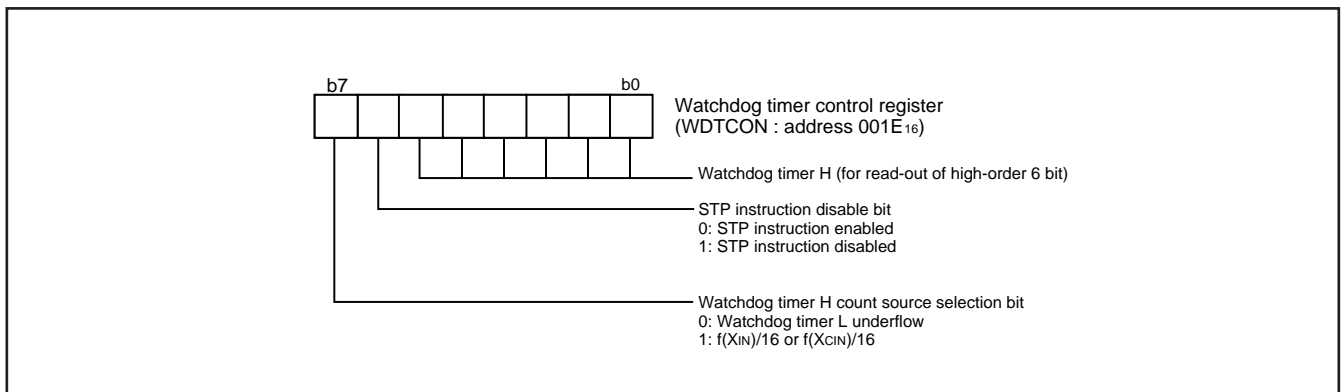 b7 b0
Watchdog timer control register
(WDTCON : address 001E16)
Watchdog timer H (for read-out of high-order 6 bit)
STP instruction disable bit
0: STP instruction enabled
1: STP instruction disabled
Watchdog timer H count source selection bit
0: Watchdog timer L underflow
1: f(XIN)/16 or f(XCIN)/16